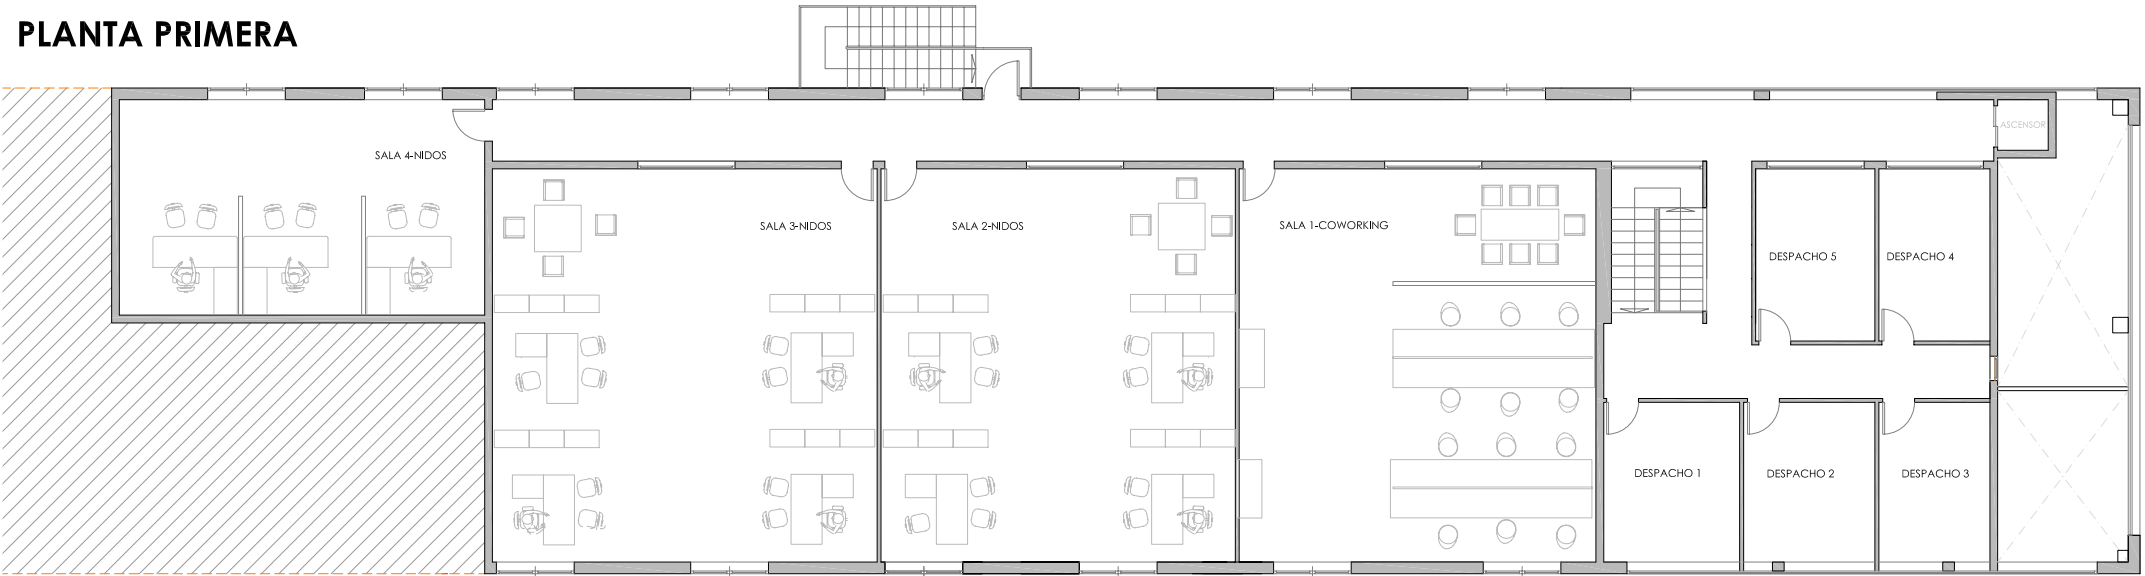 PLANTA PRIMERA
ASCENSOR
SALA 4-NIDOS
SALA 3-NIDOS
SALA 2-NIDOS
SALA 1-COWORKING
DESPACHO 5
DESPACHO 4
DESPACHO 1
DESPACHO 2
DESPACHO 3